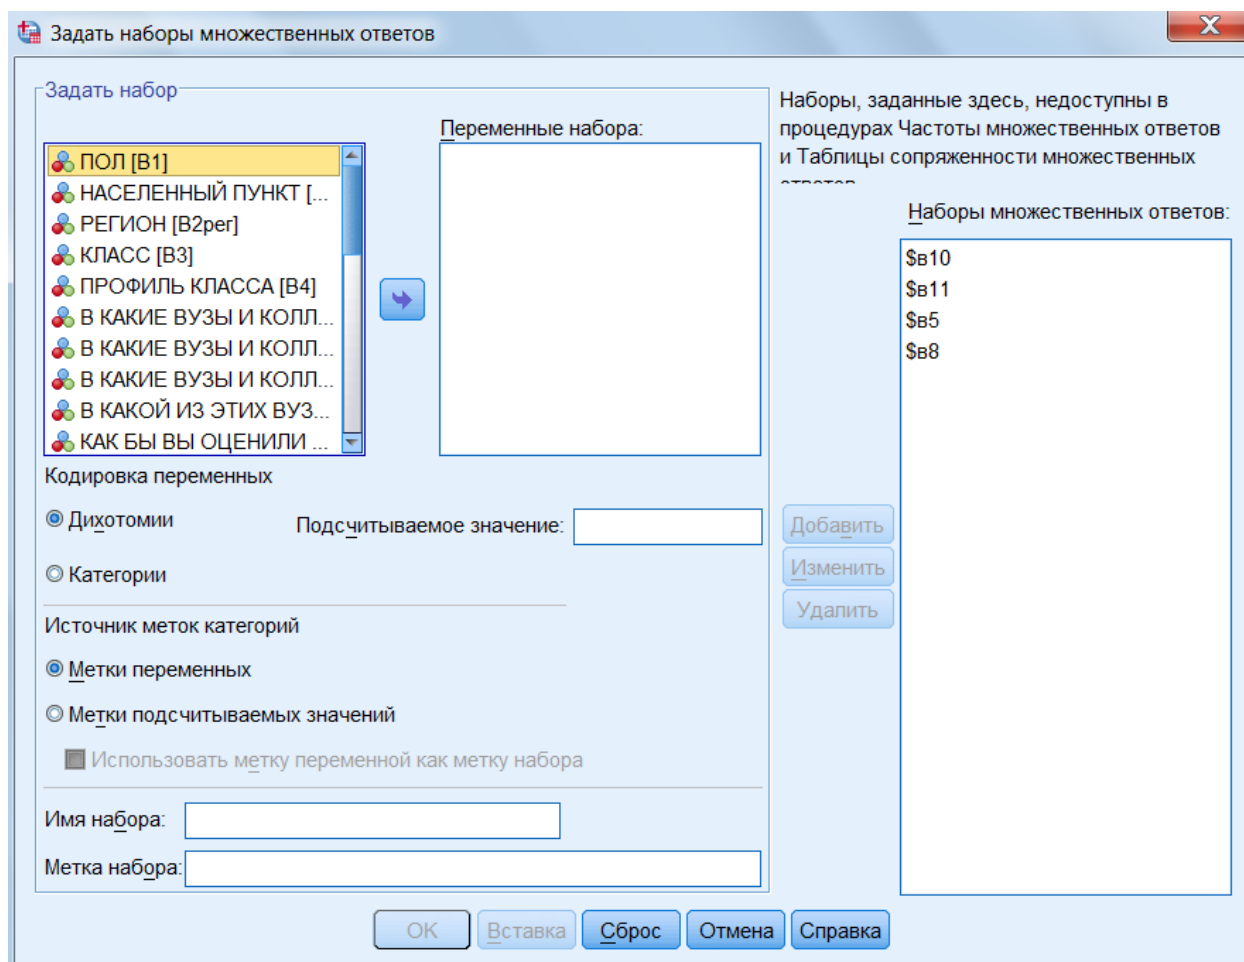 Задать наборы множественных ответов
Задать набор
Переменные набора:
ПОЛ [В1]
НАСЕЛЕННЫЙ ПУНКТ [...
РЕГИОН [В2рег]
КЛАСС [В3]
ПРОФИЛЬ КЛАССА [В4]
В КАКИЕ ВУЗЫ И КОЛЛ...
В КАКИЕ ВУЗЫ И КОЛЛ...
В КАКИЕ ВУЗЫ И КОЛЛ...
В КАКОЙ ИЗ ЭТИХ ВУЗ...
КАК БЫ ВЫ ОЦЕНИЛИ ...
Кодировка переменных
Дихотомии
Подсчитываемое значение:
Категории
Источник меток категорий
Метки переменных
Метки подсчитываемых значений
Использовать метку переменной как метку набора
Имя набора:
Метка набора:
Наборы, заданные здесь, недоступны в
процедурах Частоты множественных ответов
и Таблицы сопряженности множественных
Наборы множественных ответов:
$в10
$в11
$в5
$в8
Добавить
Изменить
Удалить
OK
Вставка
Сброс
Отмена
Справка